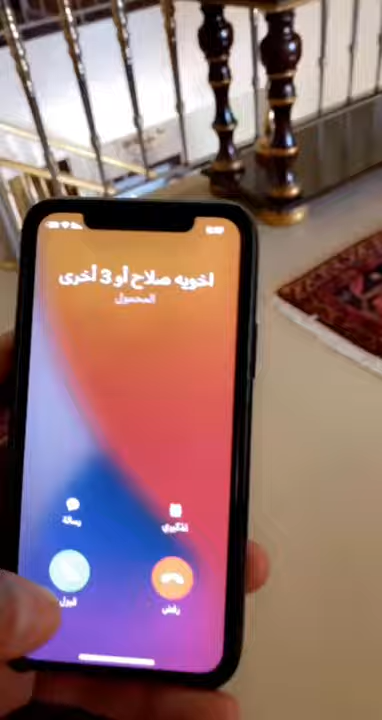 اخويه صلاح أو 3 أخرى
المحمول
تذكيري
رسالة
رفض
قبول